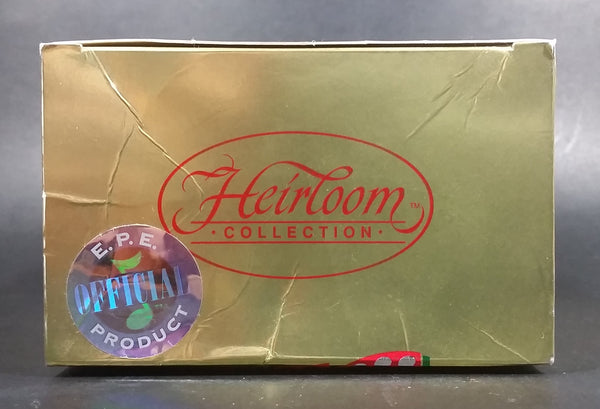 Heirloom™
· COLLECTION ·
E.P.E.
OFFICIAL
PRODUCT